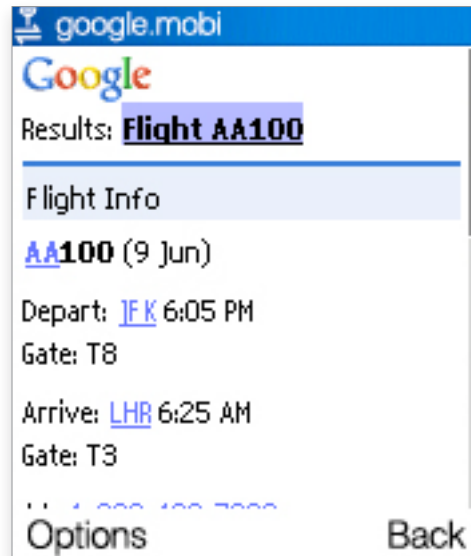 google.mobi
Google
Results: Flight AA100
Flight Info
AA100 (9 Jun)
Depart: JFK 6:05 PM
Gate: T8
Arrive: LHR 6:25 AM
Gate: T3
Options Back